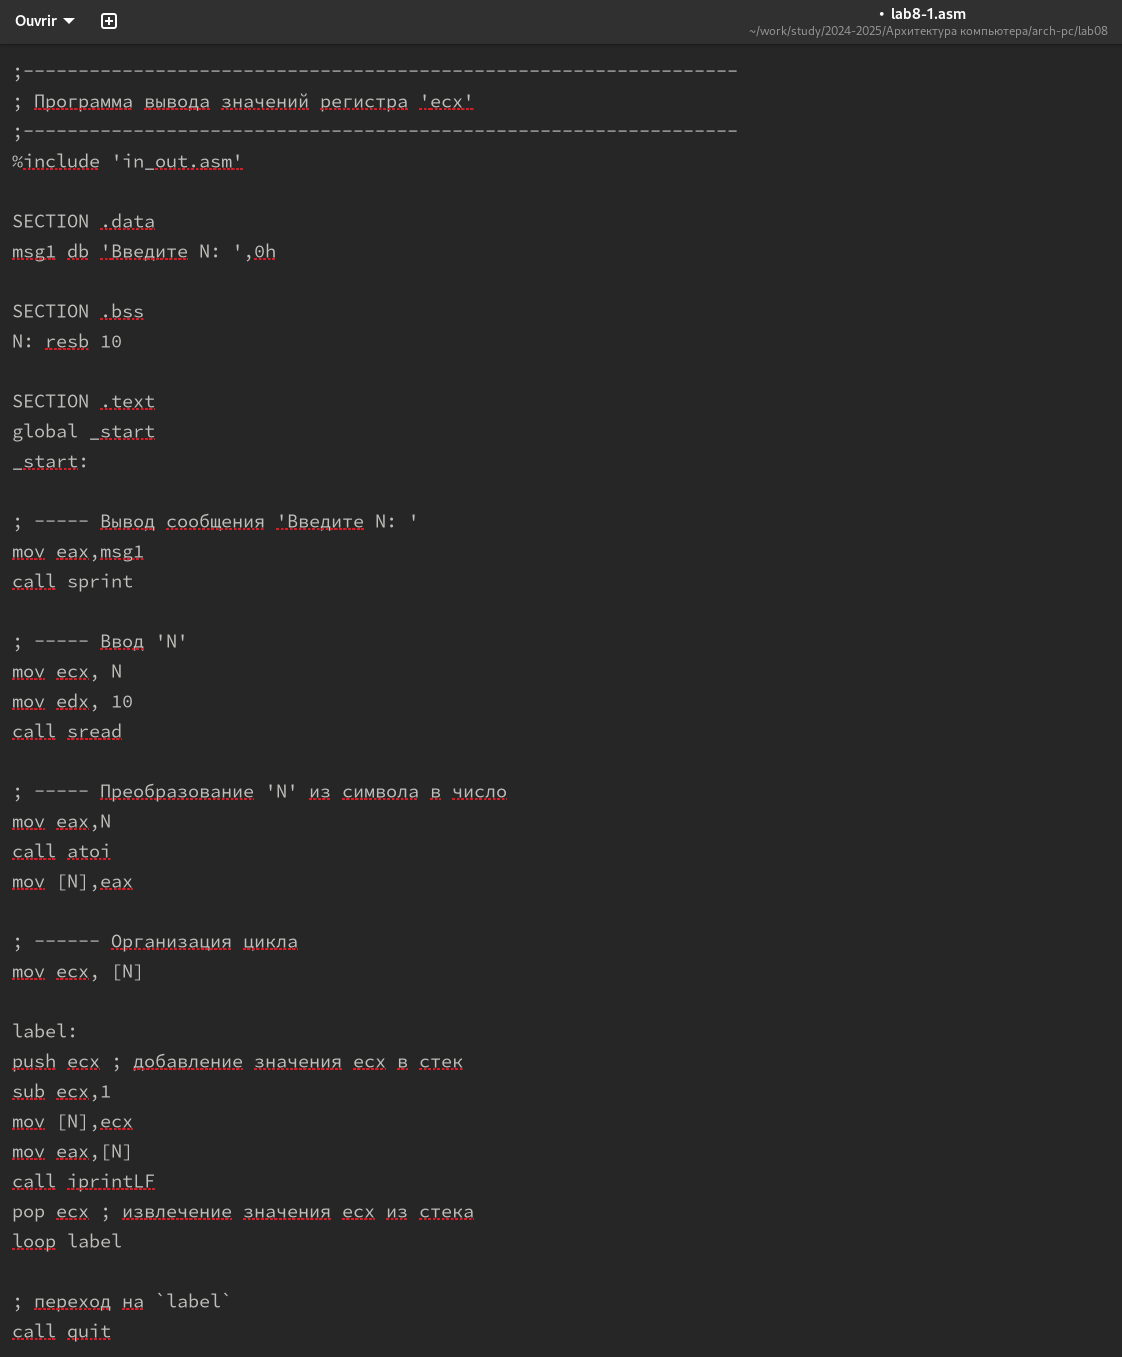 Ouvrir
• lab8-1.asm
~/work/study/2024-2025/Архитектура компьютера/arch-pc/lab08
;-----------------------------------------------------------------
; Программа вывода значений регистра 'ecx'
;-----------------------------------------------------------------
%include 'in_out.asm'
SECTION .data
msg1 db 'Введите N: ',0h
SECTION .bss
N: resb 10
SECTION .text
global _start
_start:
; ----- Вывод сообщения 'Введите N: '
mov eax,msg1
call sprint
; ----- Ввод 'N'
mov ecx, N
mov edx, 10
call sread
; ----- Преобразование 'N' из символа в число
mov eax,N
call atoi
mov [N],eax
; ------ Организация цикла
mov ecx, [N]
label:
push ecx ; добавление значения ecx в стек
sub ecx,1
mov [N],ecx
mov eax,[N]
call iprintLF
pop ecx ; извлечение значения ecx из стека
loop label
; переход на `label`
call quit